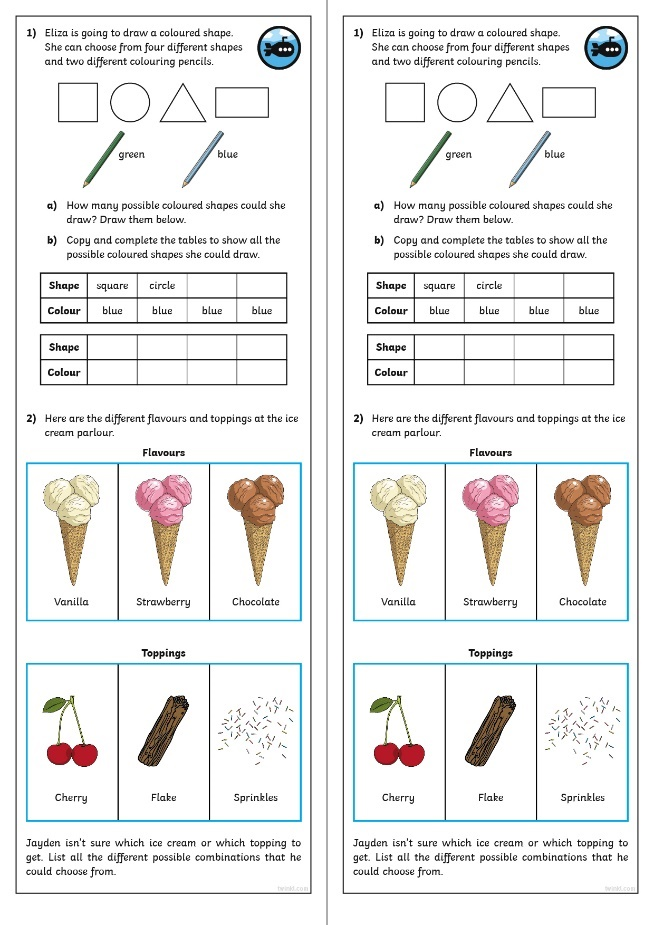 1) Eliza is going to draw a coloured shape.
She can choose from four different shapes
and two different colouring pencils.
green
blue
a) How many possible coloured shapes could she
draw? Draw them below.
b) Copy and complete the tables to show all the
possible coloured shapes she could draw.
Shape square circle
Colour blue blue blue blue
Shape
Colour
2) Here are the different flavours and toppings at the ice
cream parlour.
Flavours
Vanilla Strawberry Chocolate
Toppings
Cherry Flake Sprinkles
Jayden isn't sure which ice cream or which topping to
get. List all the different possible combinations that he
could choose from.
twinkl.com
1) Eliza is going to draw a coloured shape.
She can choose from four different shapes
and two different colouring pencils.
green
blue
a) How many possible coloured shapes could she
draw? Draw them below.
b) Copy and complete the tables to show all the
possible coloured shapes she could draw.
Shape square circle
Colour blue blue blue blue
Shape
Colour
2) Here are the different flavours and toppings at the ice
cream parlour.
Flavours
Vanilla Strawberry Chocolate
Toppings
Cherry Flake Sprinkles
Jayden isn't sure which ice cream or which topping to
get. List all the different possible combinations that he
could choose from.
twinkl.com